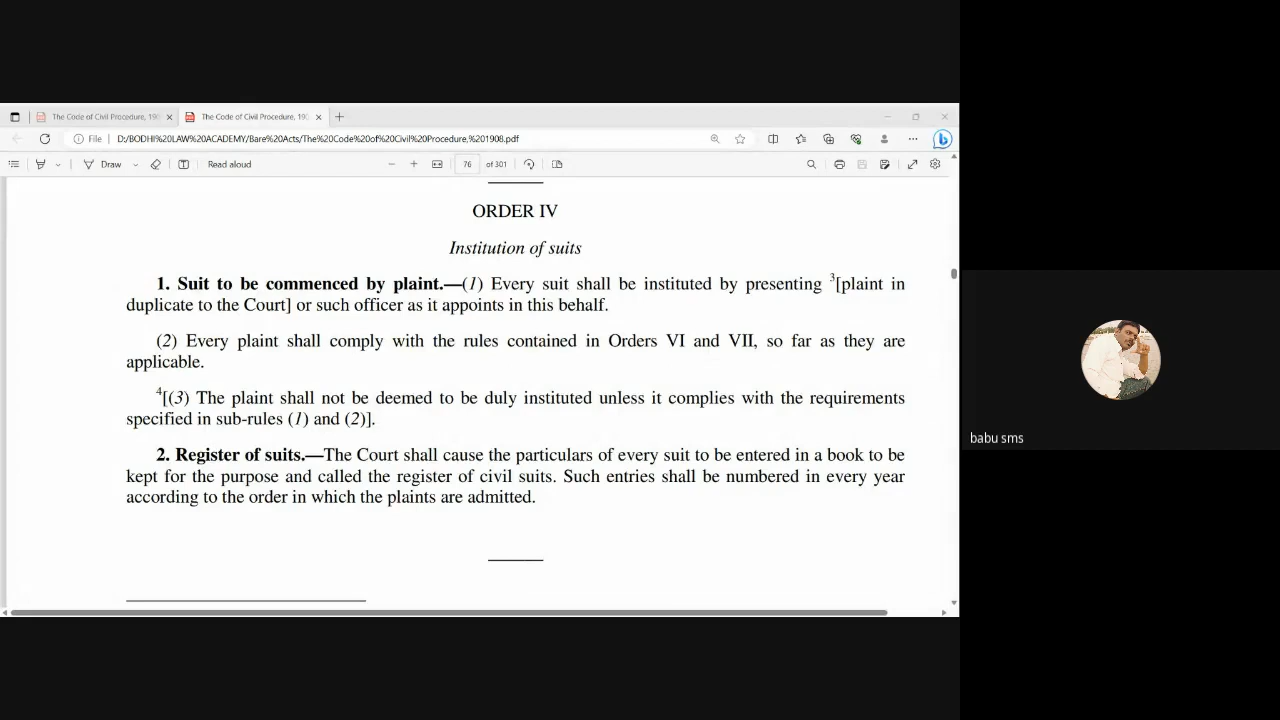 The Code of Civil Procedure, 190
The Code of Civil Procedure, 190
File
D:/BODHI%20LAW%20ACADEMY/Bare%20Acts/The%20Code%20of%20Civil%20Procedure,%201908.pdf
Draw
Read aloud
76 of 301
ORDER IV
Institution of suits
1. Suit to be commenced by plaint.—(1) Every suit shall be instituted by presenting 3[plaint in
duplicate to the Court] or such officer as it appoints in this behalf.
(2) Every plaint shall comply with the rules contained in Orders VI and VII, so far as they are
applicable.
4[(3) The plaint shall not be deemed to be duly instituted unless it complies with the requirements
specified in sub-rules (1) and (2)].
2. Register of suits.—The Court shall cause the particulars of every suit to be entered in a book to be
kept for the purpose and called the register of civil suits. Such entries shall be numbered in every year
according to the order in which the plaints are admitted.
babu sms